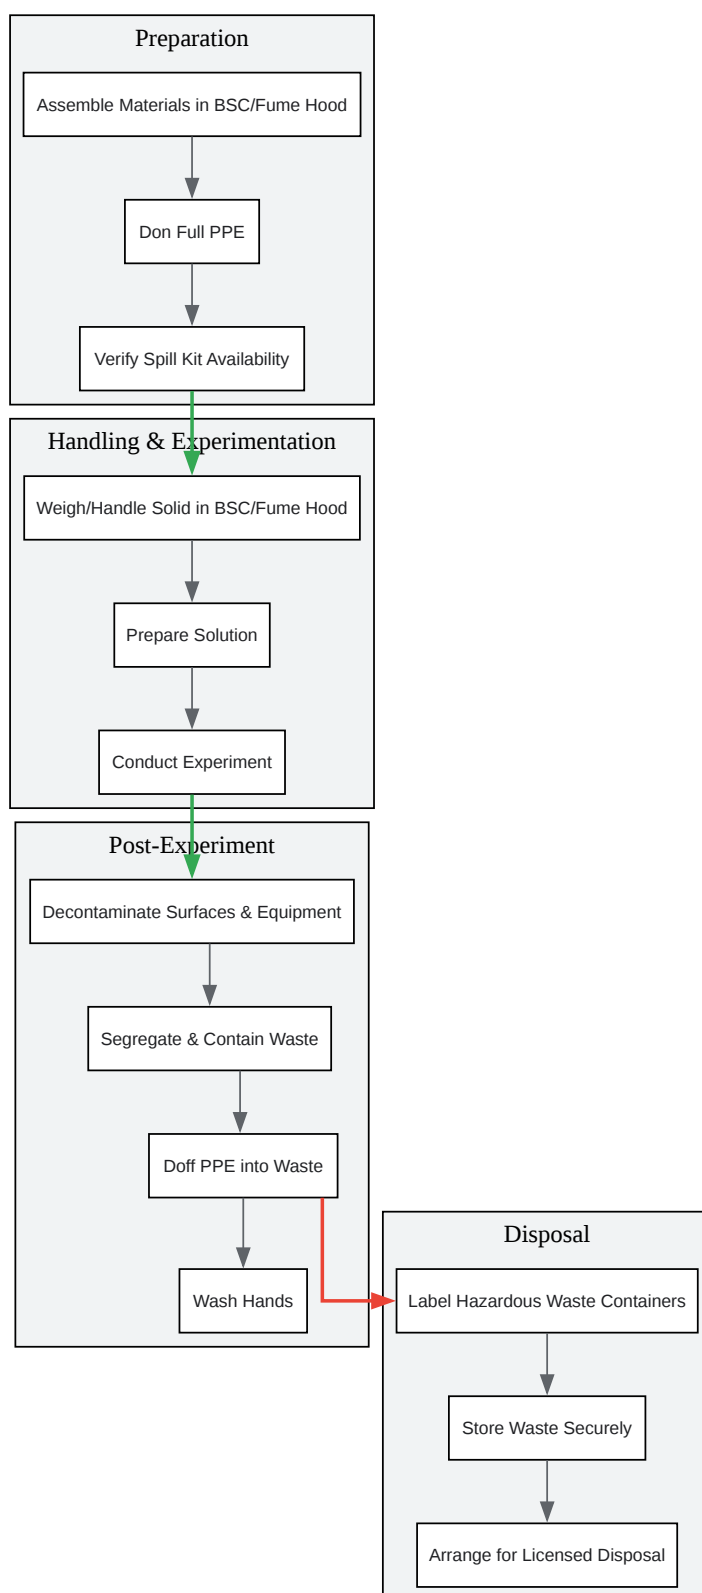 Preparation
Assemble Materials in BSC/Fume Hood
Don Full PPE
Verify Spill Kit Availability
Handling & Experimentation
Weigh/Handle Solid in BSC/Fume Hood
Prepare Solution
Conduct Experiment
Post-Experiment
Decontaminate Surfaces & Equipment
Segregate & Contain Waste
Doff PPE into Waste
Wash Hands
Disposal
Label Hazardous Waste Containers
Store Waste Securely
Arrange for Licensed Disposal